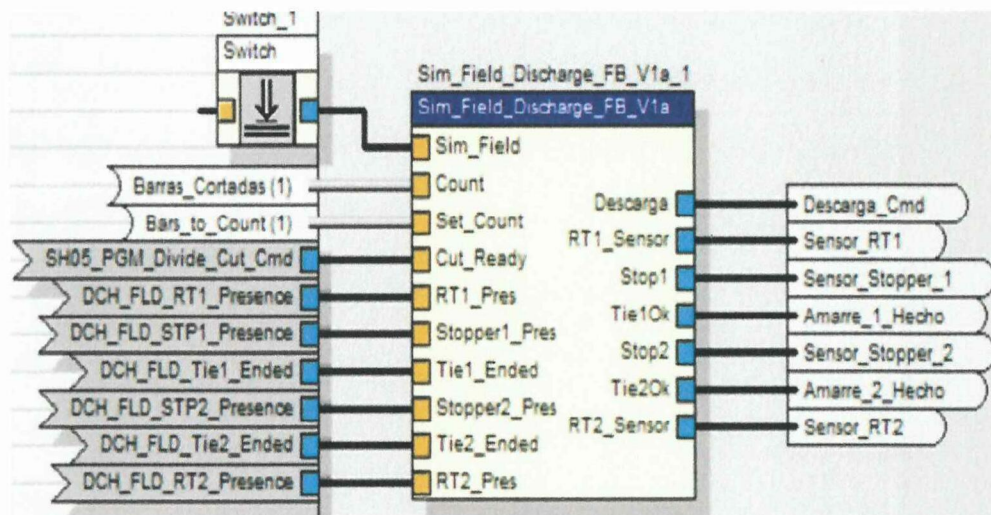 Switch_1
Switch
Sim_Field_Discharge_FB_V1a_1
Sim_Field_Discharge_FB_V1a
Sim_Field
Barras_Cortadas (1)
Count
Descarga
Descarga_Cmd
Bars_to_Count (1)
Set_Count
RT1_Sensor
Sensor_RT1
SH05_PGM_Divide_Cut_Cmd
Cut_Ready
Stop1
Sensor_Stopper_1
DCH_FLD_RT1_Presence
RT1_Pres
Tie1Ok
Amarre_1_Hecho
DCH_FLD_STP1_Presence
Stopper1_Pres
Stop2
Sensor_Stopper_2
DCH_FLD_Tie1_Ended
Tie1_Ended
Tie2Ok
Amarre_2_Hecho
DCH_FLD_STP2_Presence
Stopper2_Pres
RT2_Sensor
Sensor_RT2
DCH_FLD_Tie2_Ended
Tie2_Ended
DCH_FLD_RT2_Presence
RT2_Pres